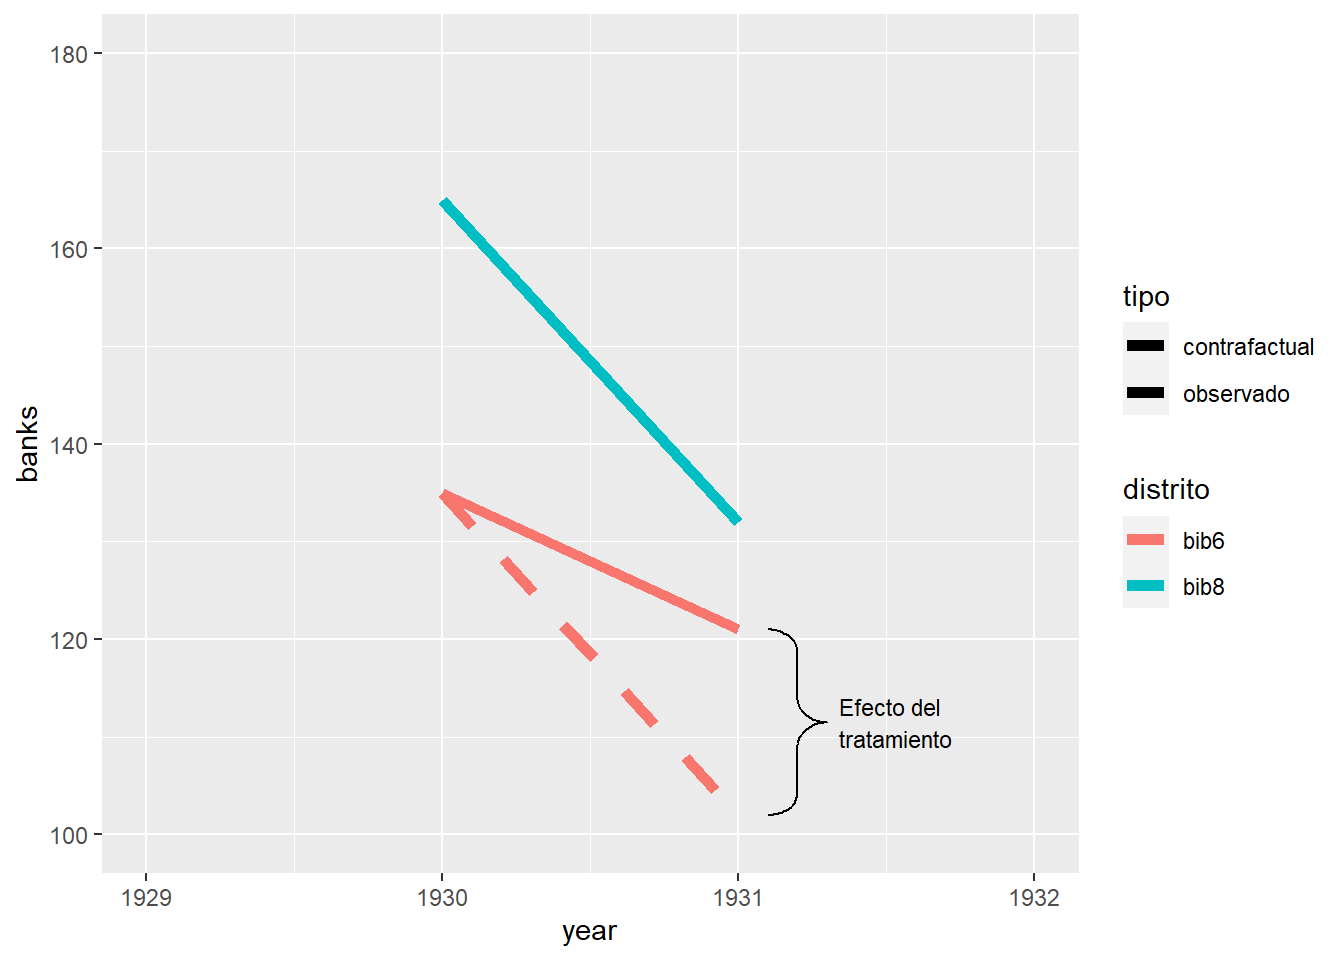 180
160
140
120
100
banks
1929
1930
1931
1932
year
Efecto del
tratamiento
tipo
contrafactual
observado
distrito
bib6
bib8